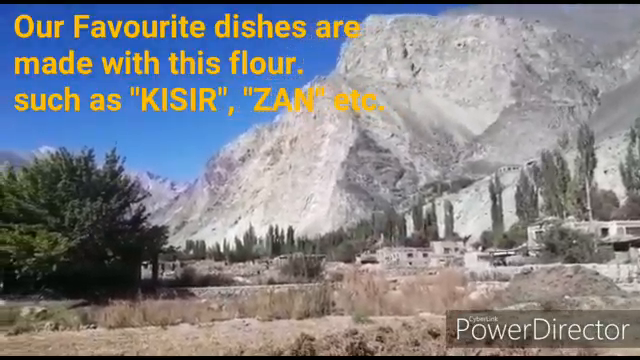 Our Favourite dishes are
made with this flour.
such as "KISIR", "ZAN" etc.
CyberLink
PowerDirector